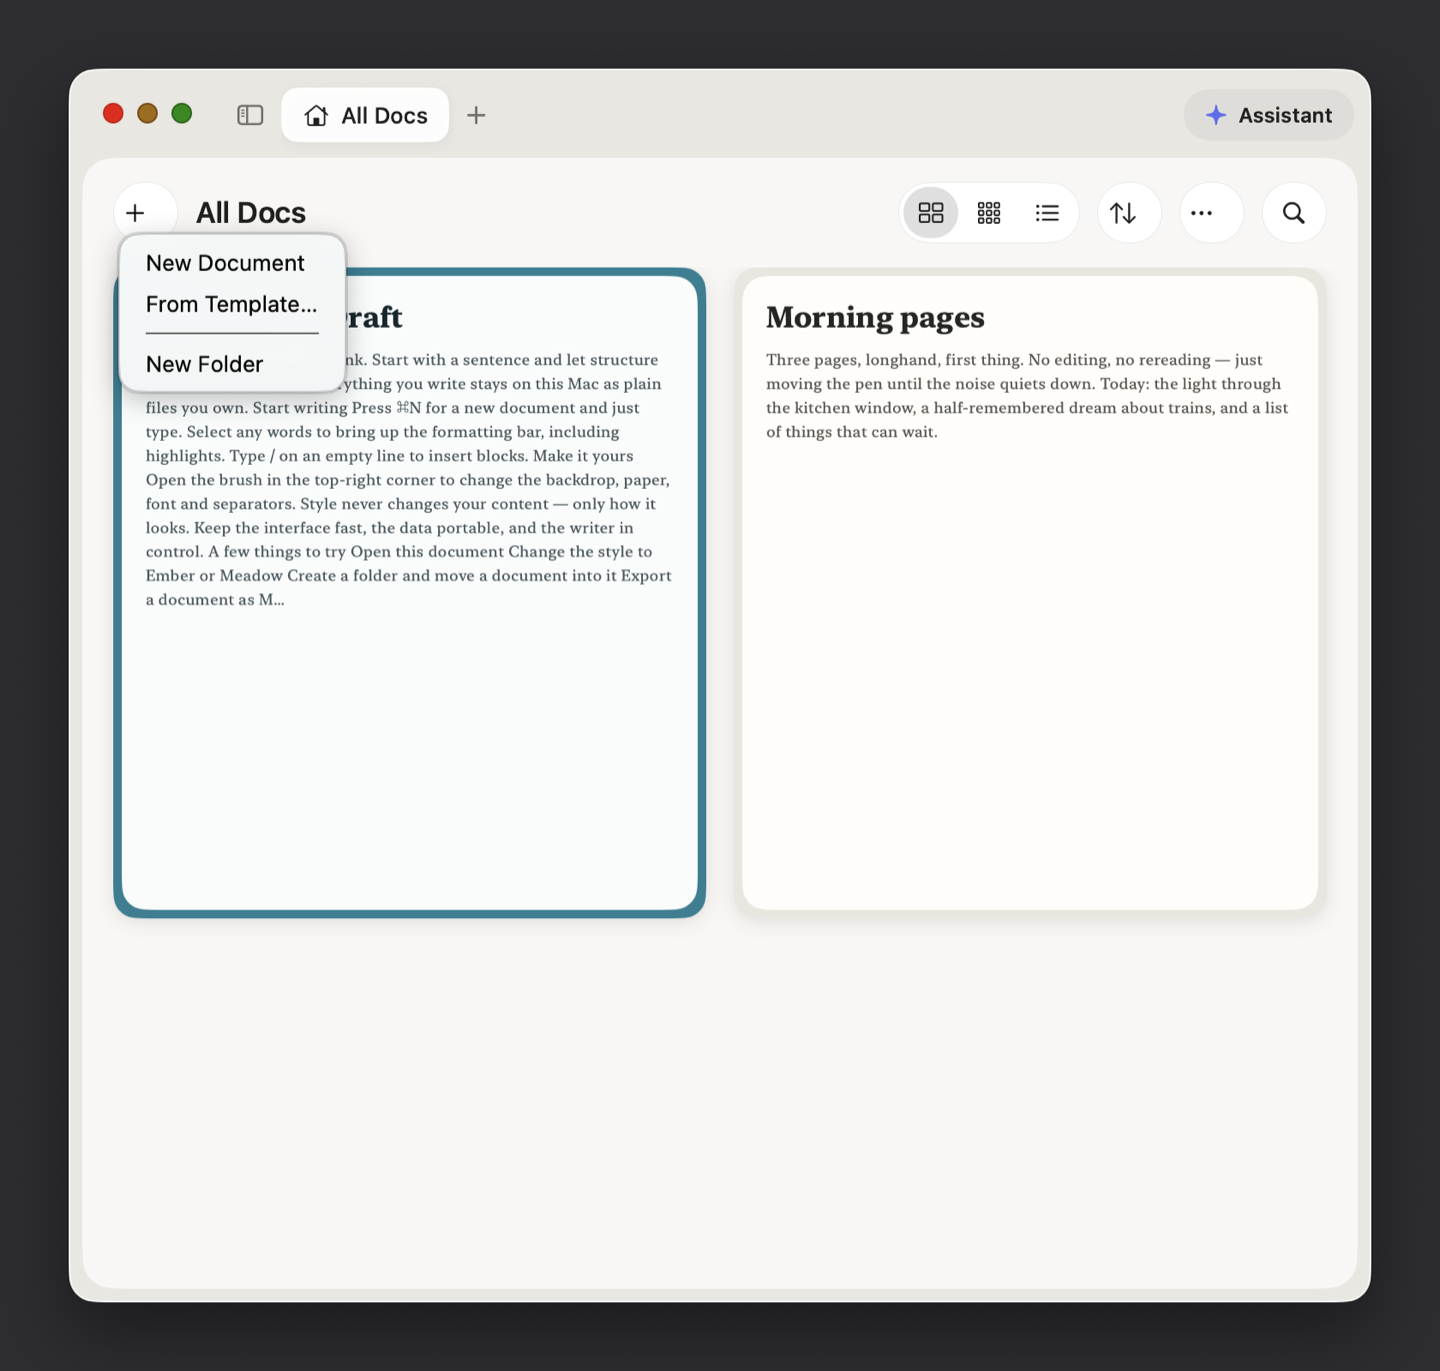 All Docs
Assistant
All Docs
New Document
From Template...
New Folder
nk. Start with a sentence and let structure
ything you write stays on this Mac as plain
files you own. Start writing Press ⌘N for a new document and just
type. Select any words to bring up the formatting bar, including
highlights. Type / on an empty line to insert blocks. Make it yours
Open the brush in the top-right corner to change the backdrop, paper,
font and separators. Style never changes your content — only how it
looks. Keep the interface fast, the data portable, and the writer in
control. A few things to try Open this document Change the style to
Ember or Meadow Create a folder and move a document into it Export
a document as M...
Morning pages
Three pages, longhand, first thing. No editing, no rereading — just
moving the pen until the noise quiets down. Today: the light through
the kitchen window, a half-remembered dream about trains, and a list
of things that can wait.